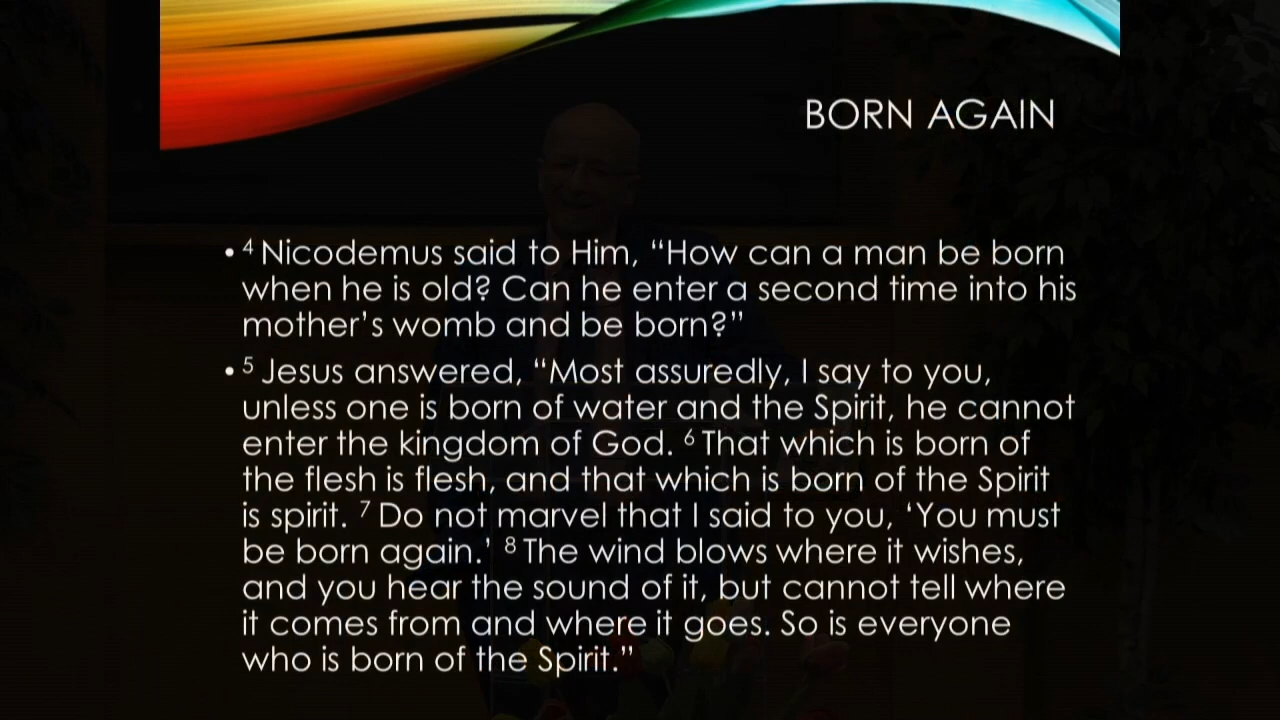 BORN AGAIN
• ⁴ Nicodemus said to Him, “How can a man be born
when he is old? Can he enter a second time into his
mother’s womb and be born?”
• ⁵ Jesus answered, “Most assuredly, I say to you,
unless one is born of water and the Spirit, he cannot
enter the kingdom of God. ⁶ That which is born of
the flesh is flesh, and that which is born of the Spirit
is spirit. ⁷ Do not marvel that I said to you, ‘You must
be born again.’ ⁸ The wind blows where it wishes,
and you hear the sound of it, but cannot tell where
it comes from and where it goes. So is everyone
who is born of the Spirit.”